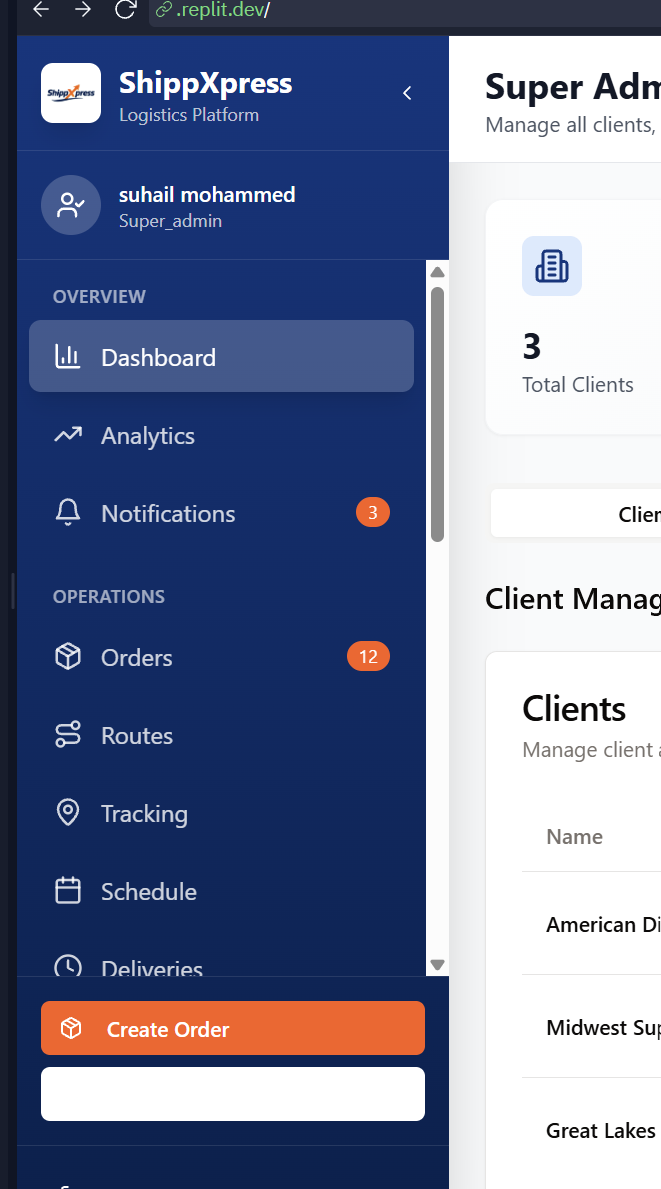 .replit.dev/
ShippXpress
ShippXpress
Logistics Platform
suhail mohammed
Super_admin
OVERVIEW
Dashboard
Analytics
Notifications 3
OPERATIONS
Orders 12
Routes
Tracking
Schedule
Deliveries
Create Order
Super Adm
Manage all clients,
3
Total Clients
Clien
Client Manag
Clients
Manage client a
Name
American Di
Midwest Sup
Great Lakes